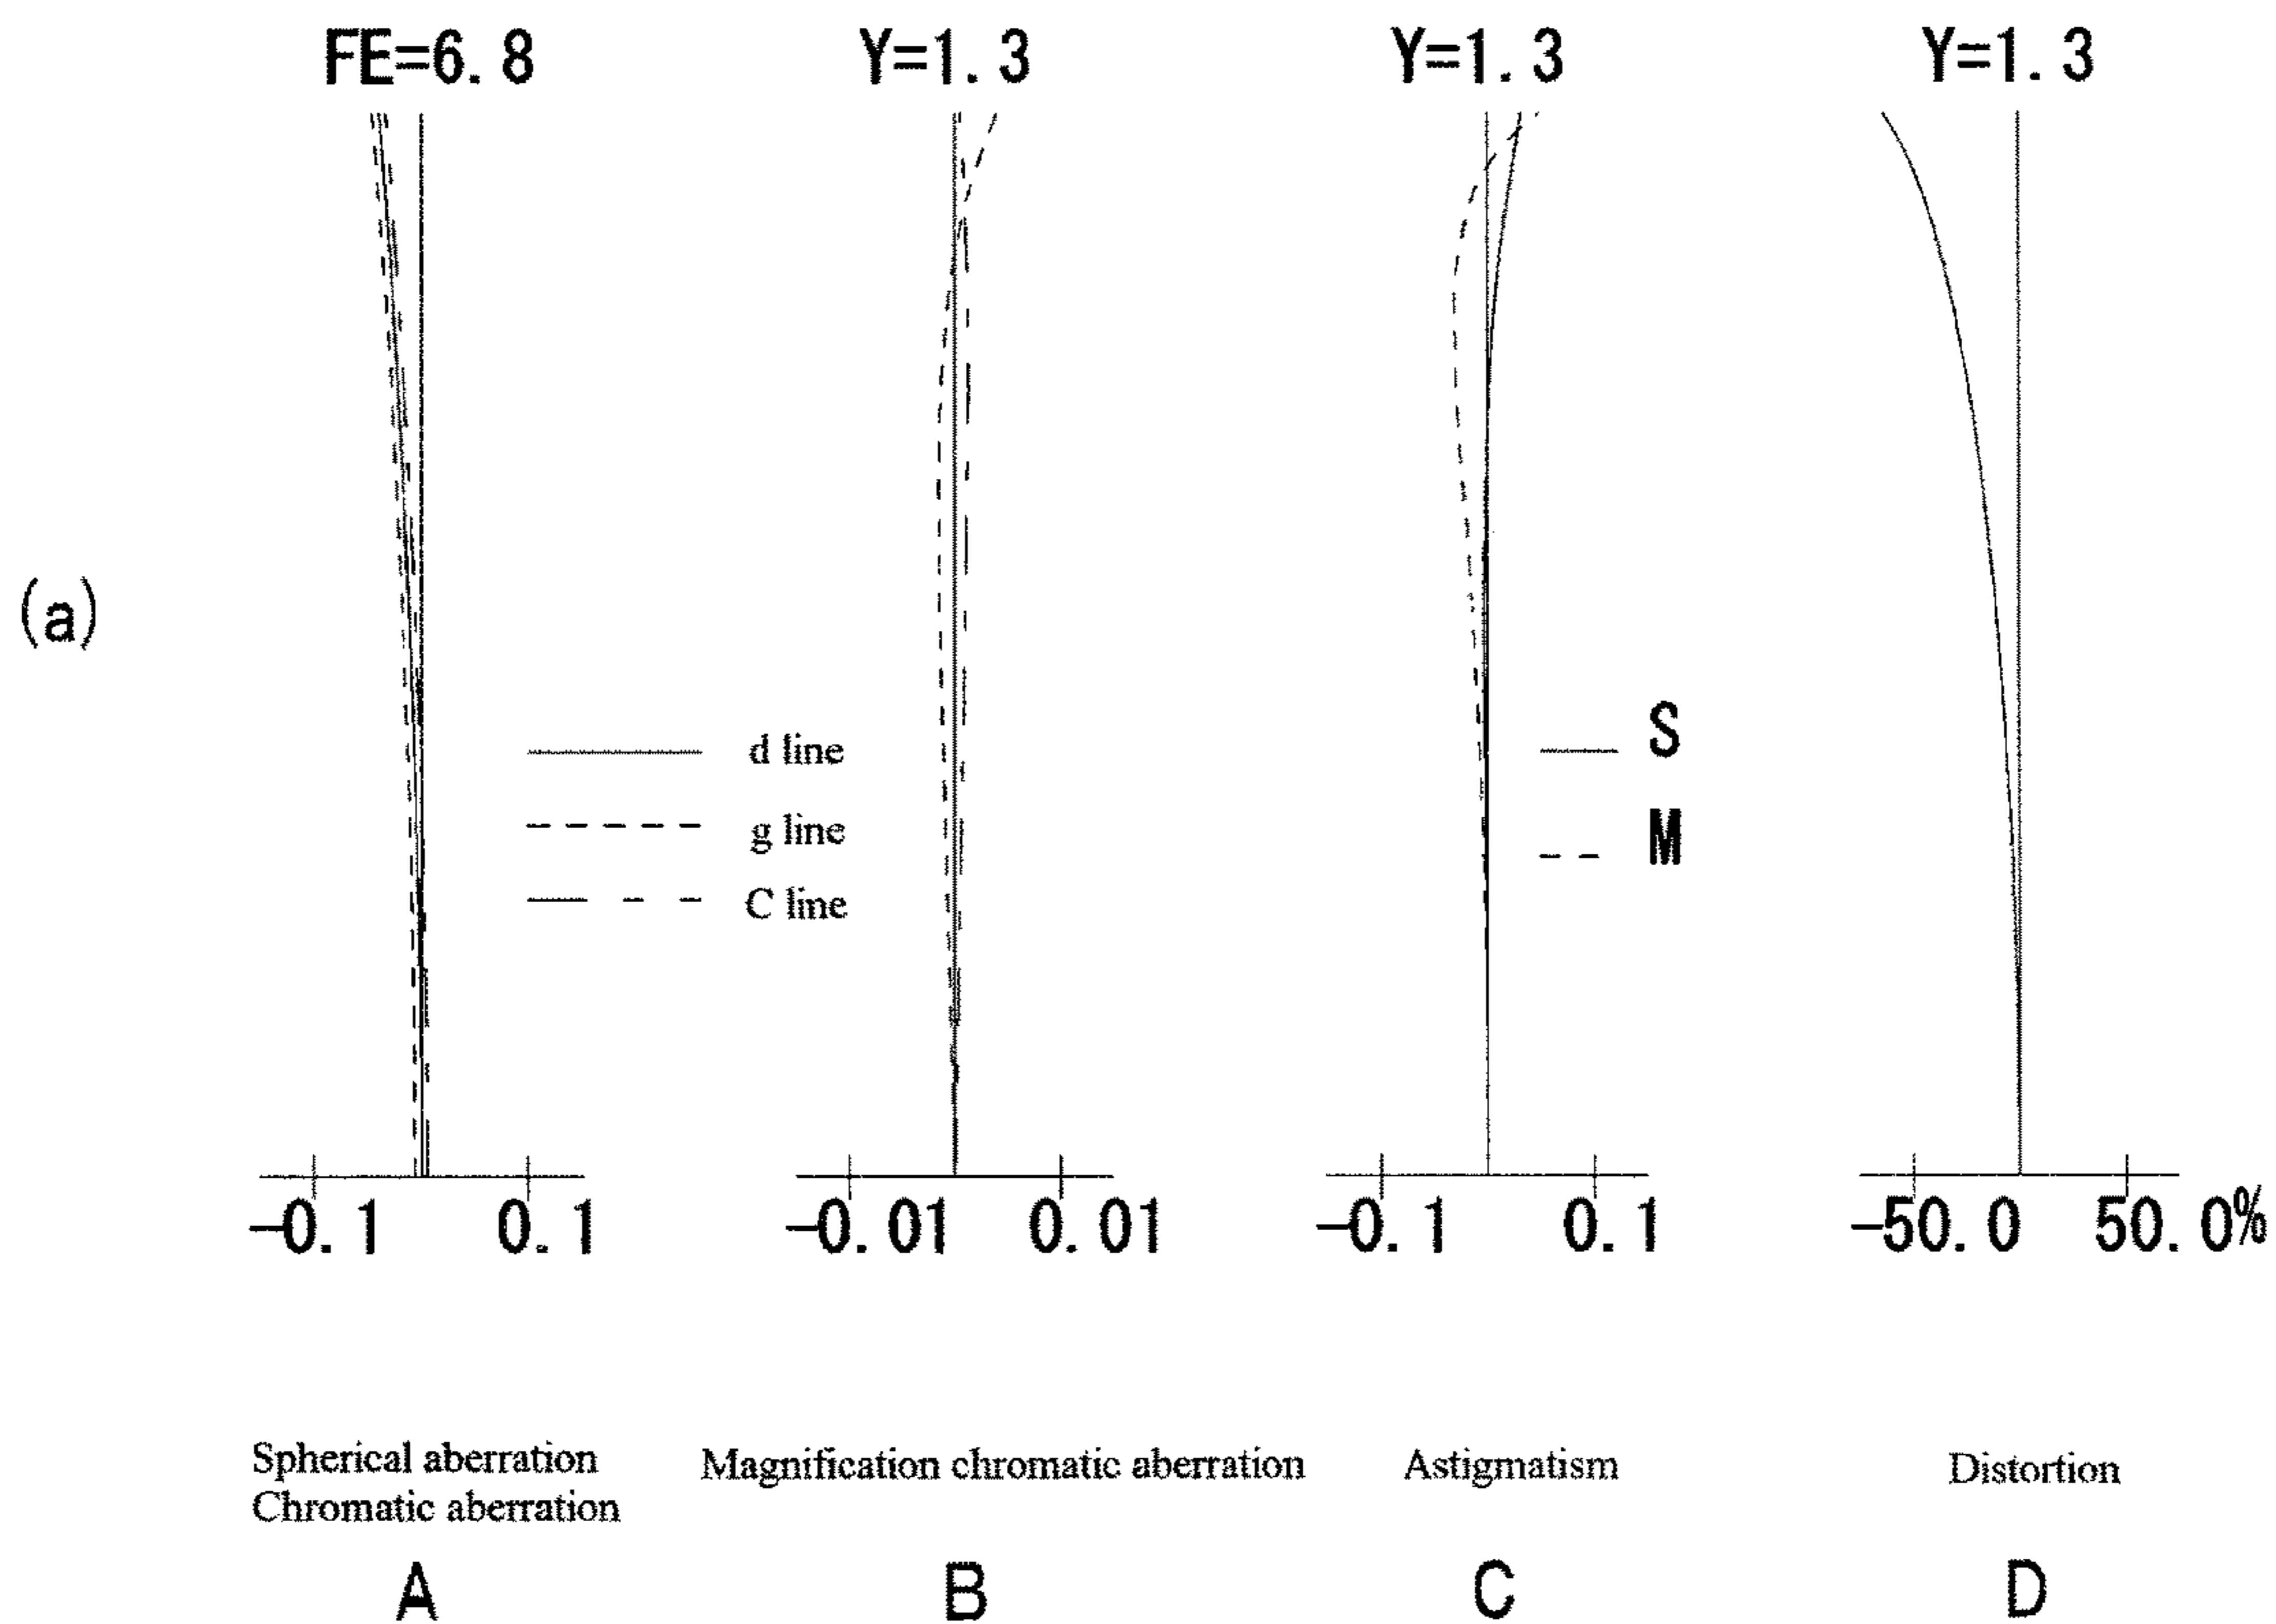 FE=6.8 Y=1.3 Y=1.3 Y=1.3
(a)
d line
g line
C line
S
M
-0.1 0.1 -0.01 0.01 -0.1 0.1 -50.0 50.0%
Spherical aberration
Chromatic aberration
Magnification chromatic aberration
Astigmatism
Distortion
A B C D